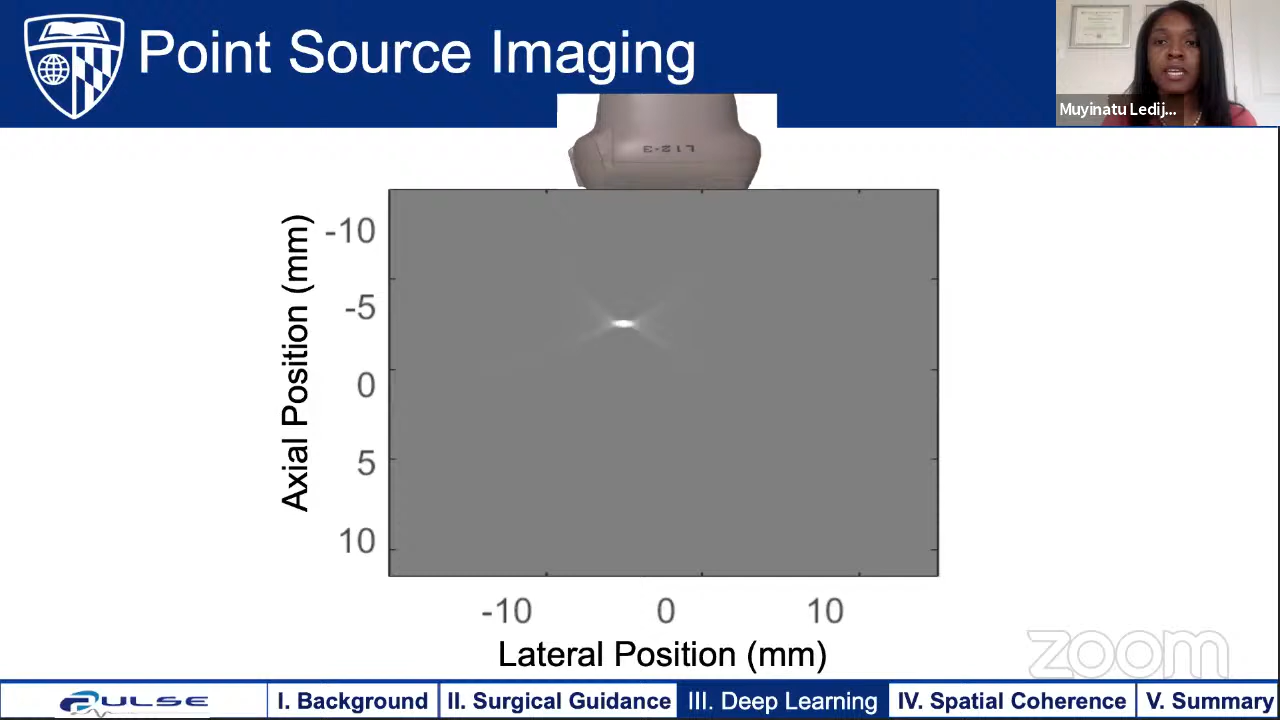 Point Source Imaging
Muyinatu Ledij...
L12-3
Axial Position (mm)
-10
-5
0
5
10
-10
0
10
Lateral Position (mm)
zoom
PULSE
I. Background
II. Surgical Guidance
III. Deep Learning
IV. Spatial Coherence
V. Summary